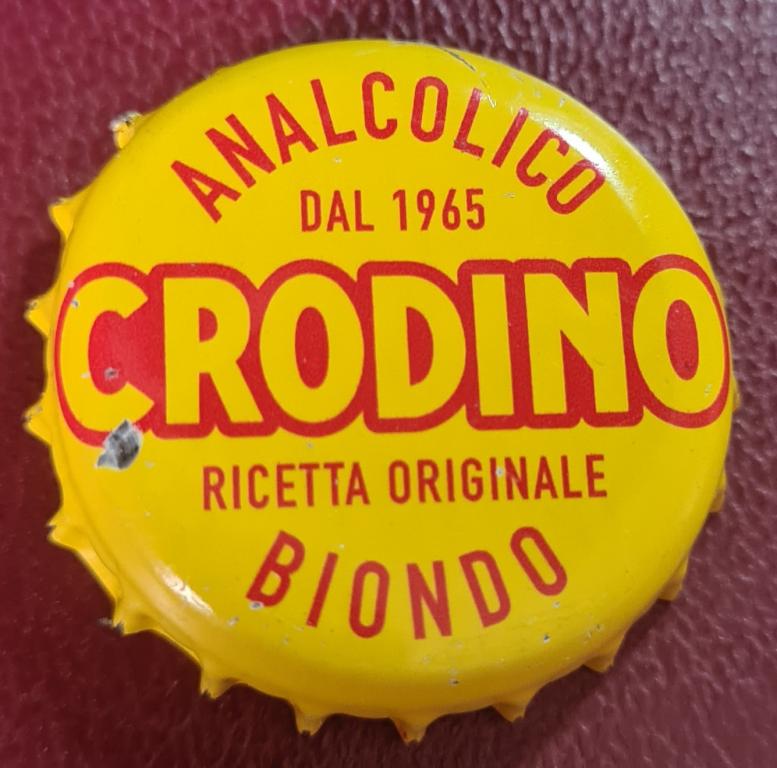 ANALCOLICO
DAL 1965
CRODINO
RICETTA ORIGINALE
BIONDO